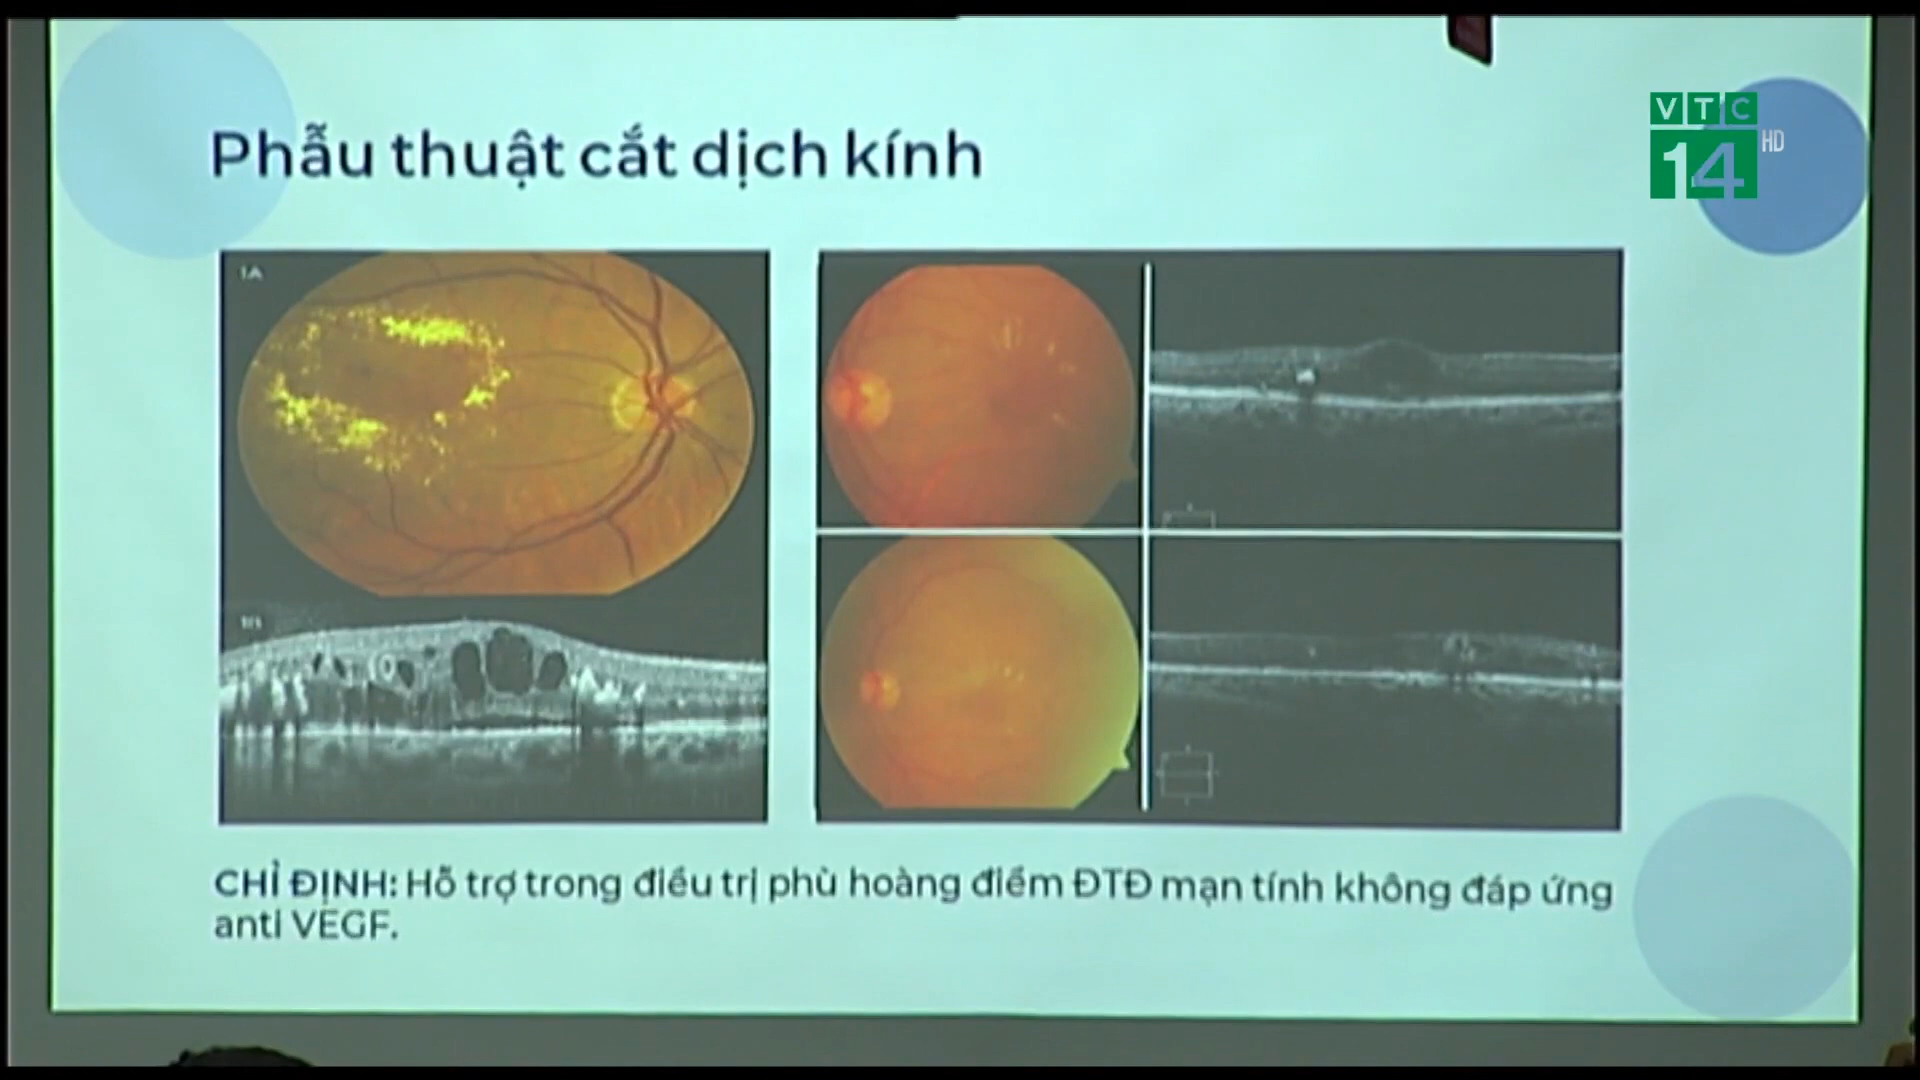 VTC
14 HD
Phẫu thuật cắt dịch kính
1A
1B
CHỈ ĐỊNH: Hỗ trợ trong điều trị phù hoàng điểm ĐTĐ mạn tính không đáp ứng
anti VEGF.